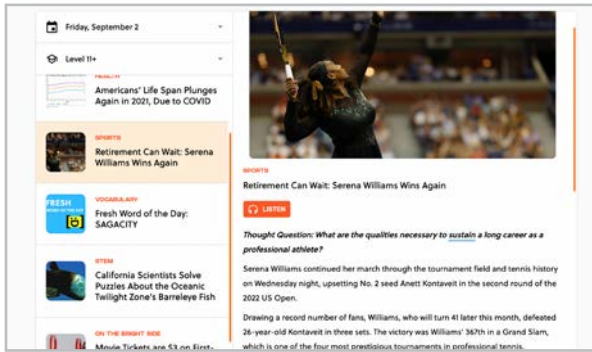 Friday, September 2
Level 11+
HEALTH
Americans' Life Span Plunges
Again in 2021, Due to COVID
SPORTS
Retirement Can Wait: Serena
Williams Wins Again
VOCABULARY
Fresh Word of the Day:
SAGACITY
FRESH
WORD OF THE DAY
STEM
California Scientists Solve
Puzzles About the Oceanic
Twilight Zone's Barreleye Fish
ON THE BRIGHT SIDE
Movie Tickets are $3 on First-
SPORTS
Retirement Can Wait: Serena Williams Wins Again
LISTEN
Thought Question: What are the qualities necessary to sustain a long career as a
professional athlete?
Serena Williams continued her march through the tournament field and tennis history
on Wednesday night, upsetting No. 2 seed Anett Kontaveit in the second round of the
2022 US Open.
Drawing a record number of fans, Williams, who will turn 41 later this month, defeated
26-year-old Kontaveit in three sets. The victory was Williams' 367th in a Grand Slam,
which is one of the four most prestigious tournaments in professional tennis.